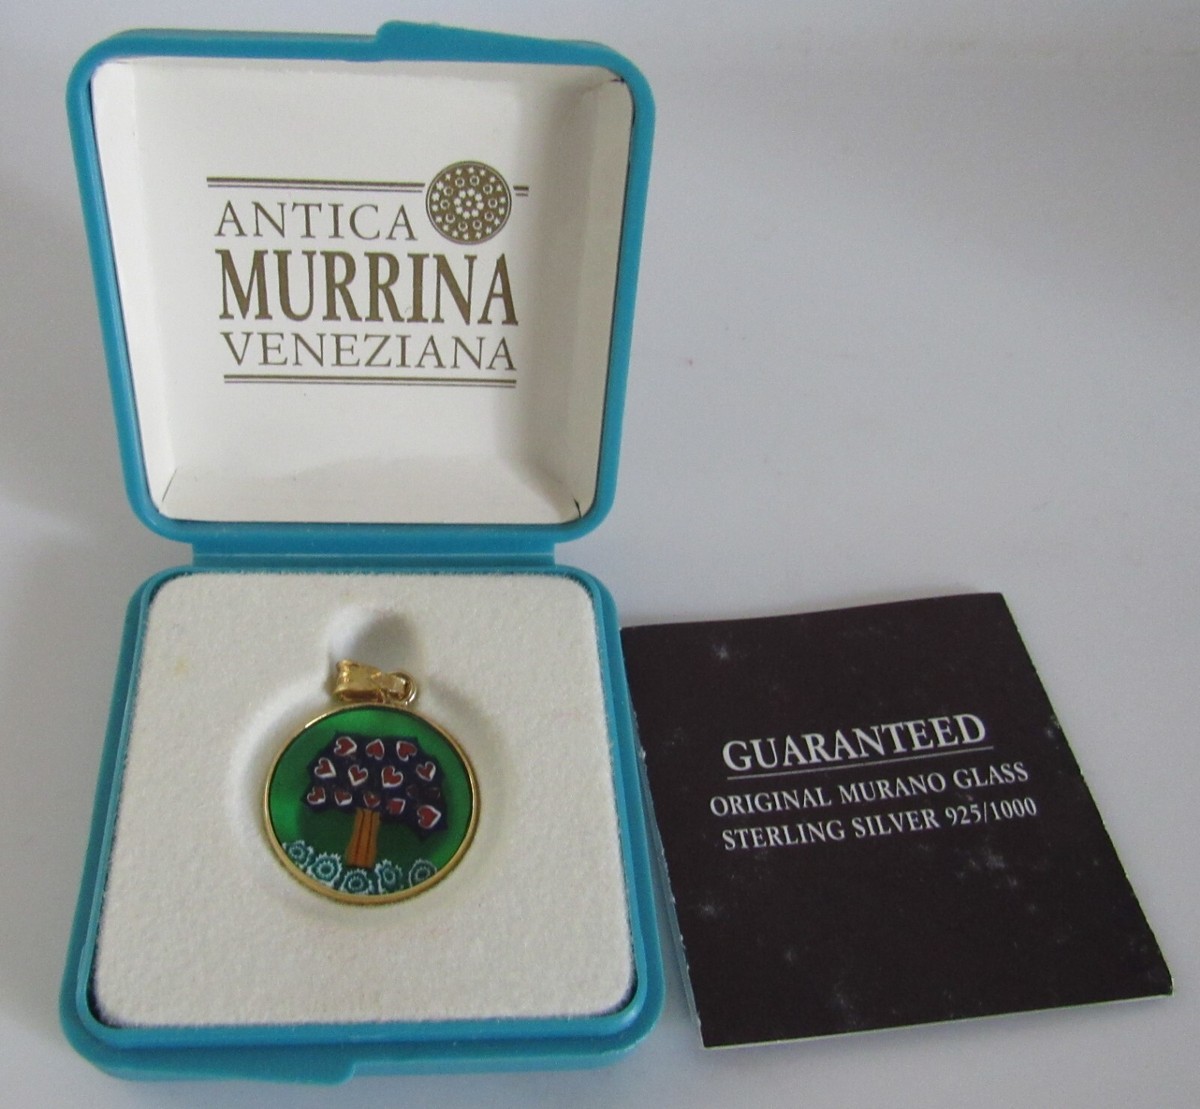 ANTICA
MURRINA
VENEZIANA
GUARANTEED
ORIGINAL MURANO GLASS
STERLING SILVER 925/1000